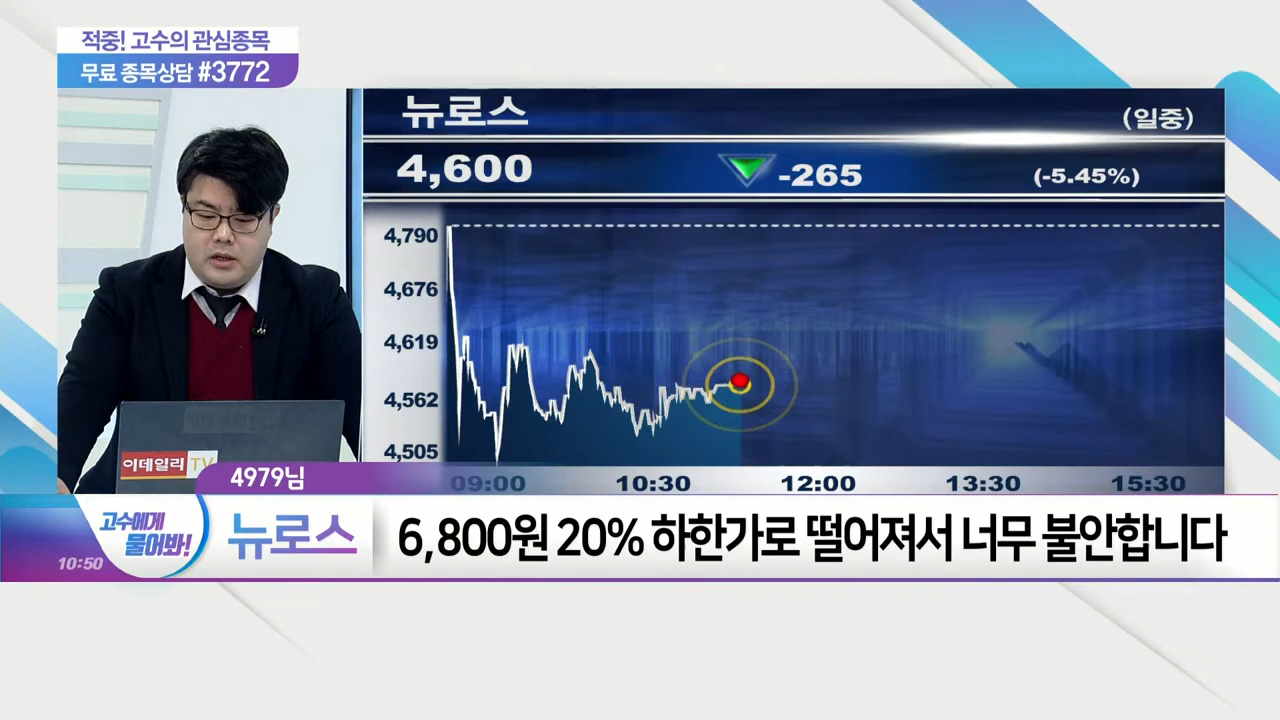 적중! 고수의 관심종목
무료 종목상담 #3772
뉴로스
(일중)
4,600
-265
(-5.45%)
4,790
4,676
4,619
4,562
4,505
09:00
10:30
12:00
13:30
15:30
이데일리 TV
4979님
고수에게
물어봐!
10:50
뉴로스
6,800원 20% 하한가로 떨어져서 너무 불안합니다